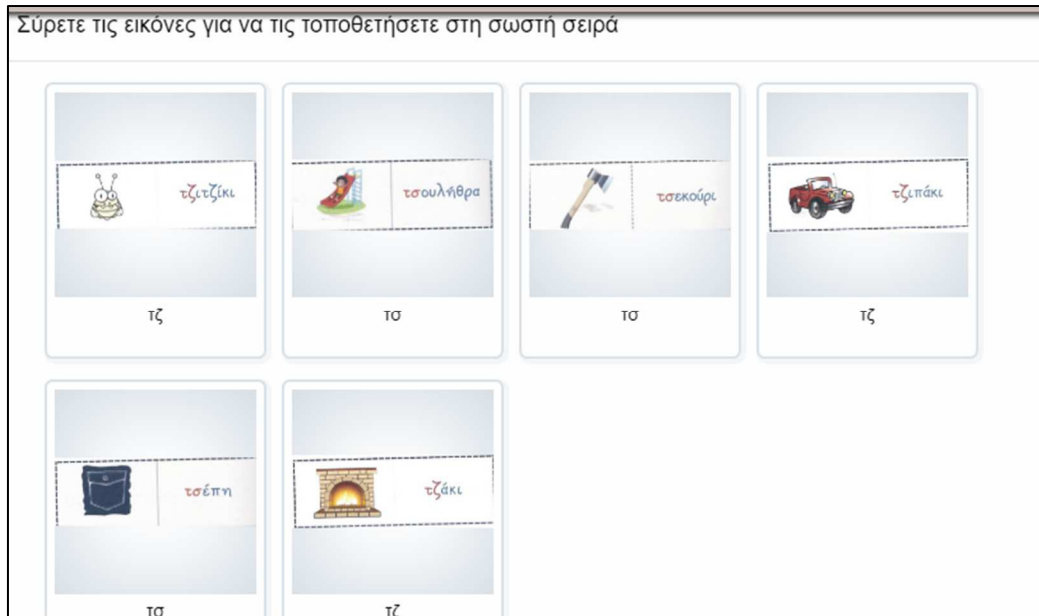 Σύρετε τις εικόνες για να τις τοποθετήσετε στη σωστή σειρά
τζιτζίκι
τσουλήθρα
τσεκούρι
τζιπάκι
τζ
τσ
τσ
τζ
τσέπη
τζάκι
τσ
τζ